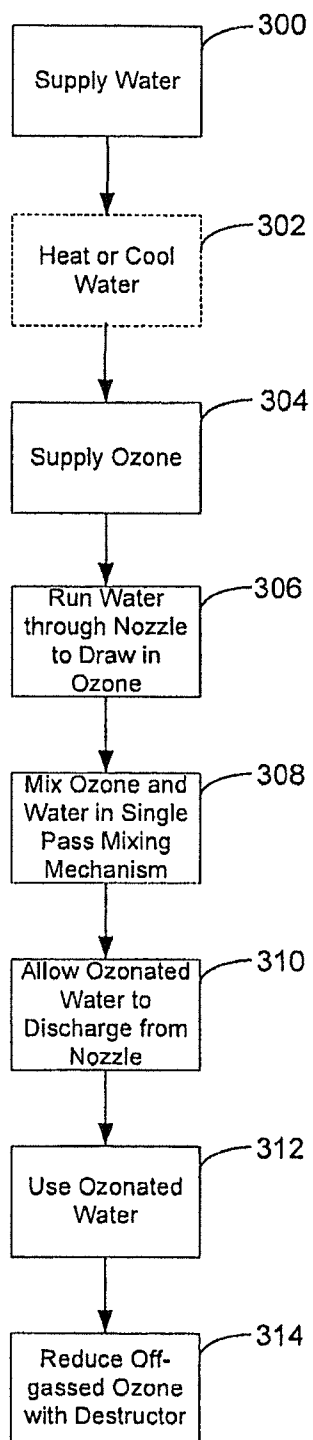 300
Supply Water
302
Heat or Cool
Water
304
Supply Ozone
306
Run Water
through Nozzle
to Draw in
Ozone
308
Mix Ozone and
Water in Single
Pass Mixing
Mechanism
310
Allow Ozonated
Water to
Discharge from
Nozzle
312
Use Ozonated
Water
314
Reduce Off-
gassed Ozone
with Destructor